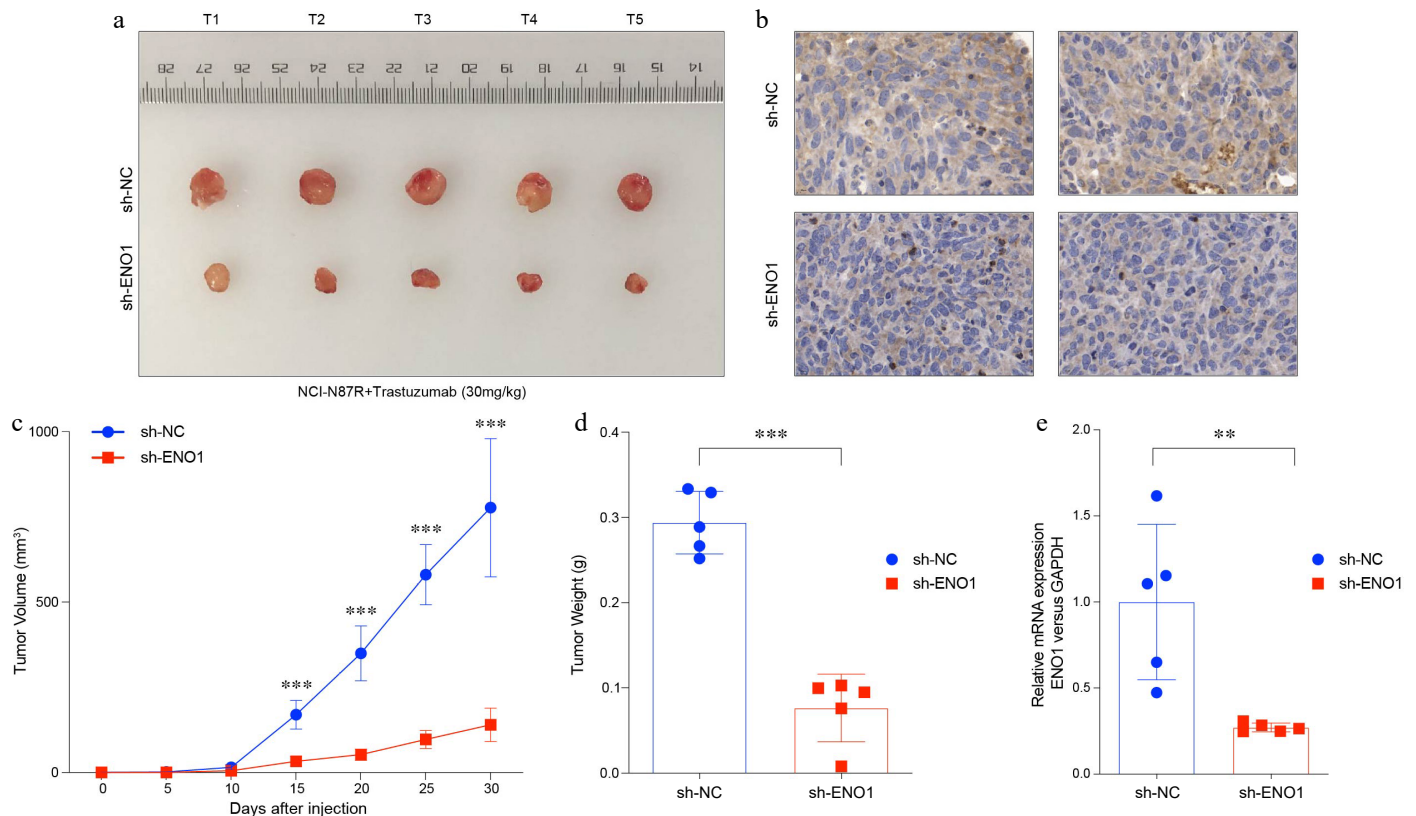 a
T1 T2 T3 T4 T5
28 27 26 25 24 23 22 21 20 19 18 17 16 15 14
sh-NC
sh-ENO1
NCI-N87R+Trastuzumab (30mg/kg)
b
sh-NC
sh-ENO1
c
sh-NC
sh-ENO1
Tumor Volume (mm³)
1000
500
0
*** *** *** *** 
0 5 10 15 20 25 30
Days after injection
d
***
Tumor Weight (g)
0.4
0.3
0.2
0.1
0.0
sh-NC sh-ENO1
sh-NC
sh-ENO1
e
**
Relative mRNA expression
ENO1 versus GAPDH
2.0
1.5
1.0
0.5
0.0
sh-NC sh-ENO1
sh-NC
sh-ENO1